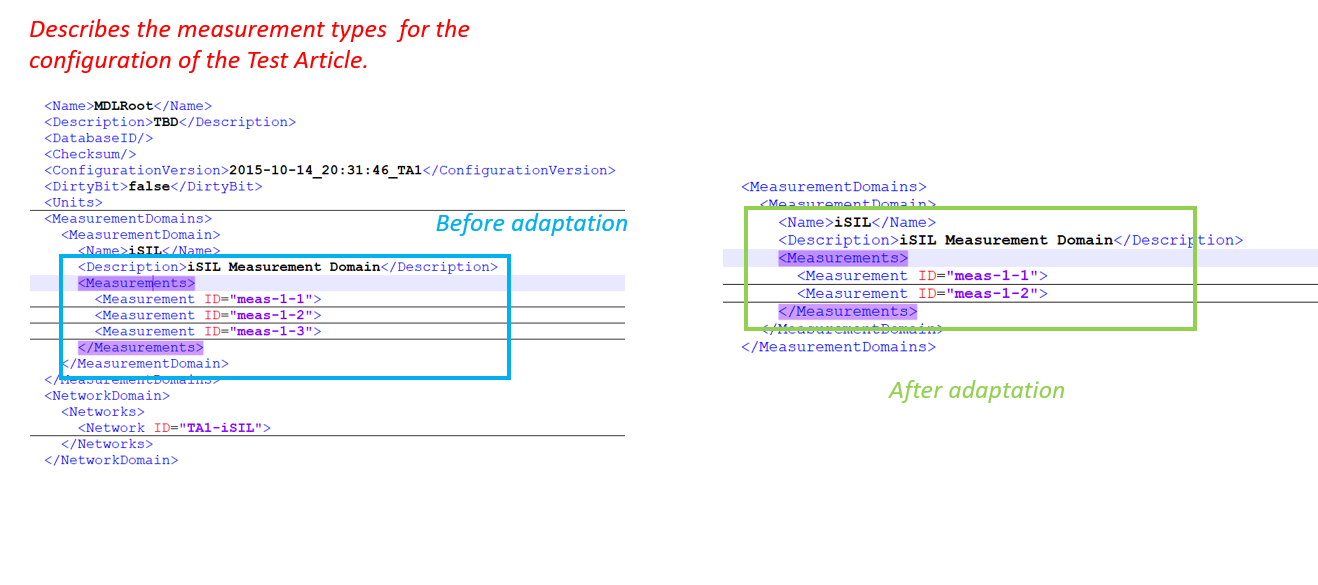 Describes the measurement types for the
configuration of the Test Article.
<Name>MDLRoot</Name>
<Description>TBD</Description>
<DatabaseID/>
<Checksum/>
<ConfigurationVersion>2015-10-14_20:31:46_TA1</ConfigurationVersion>
<DirtyBit>false</DirtyBit>
<Units>
<MeasurementDomains>
Before adaptation
<MeasurementDomain>
<Name>iSIL</Name>
<Description>iSIL Measurement Domain</Description>
<Measurements>
<Measurement ID="meas-1-1">
<Measurement ID="meas-1-2">
<Measurement ID="meas-1-3">
</Measurements>
</MeasurementDomain>
</MeasurementDomains>
<NetworkDomain>
<Networks>
<Network ID="TA1-iSIL">
</Networks>
</NetworkDomain>
<MeasurementDomains>
<MeasurementDomain>
<Name>iSIL</Name>
<Description>iSIL Measurement Domain</Description>
<Measurements>
<Measurement ID="meas-1-1">
<Measurement ID="meas-1-2">
</Measurements>
</MeasurementDomain>
</MeasurementDomains>
After adaptation